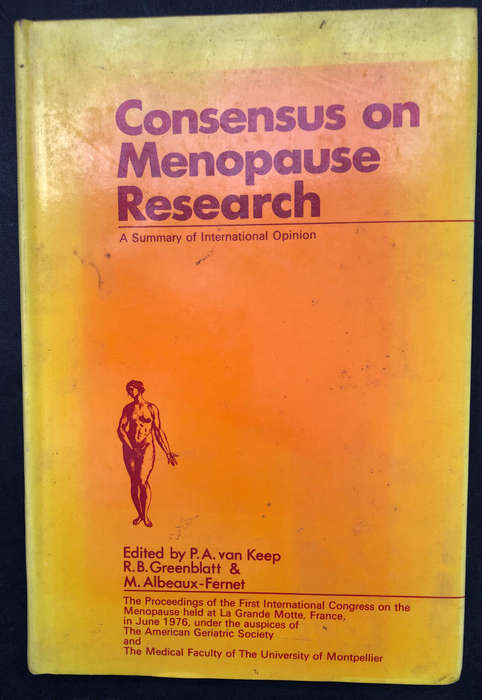 Consensus on
Menopause
Research
A Summary of International Opinion
Edited by P.A. van Keep
R.B.Greenblatt &
M.Albeaux-Fernet
The Proceedings of the First International Congress on the
Menopause held at La Grande Motte, France,
in June 1976, under the auspices of
The American Geriatric Society
and
The Medical Faculty of The University of Montpellier